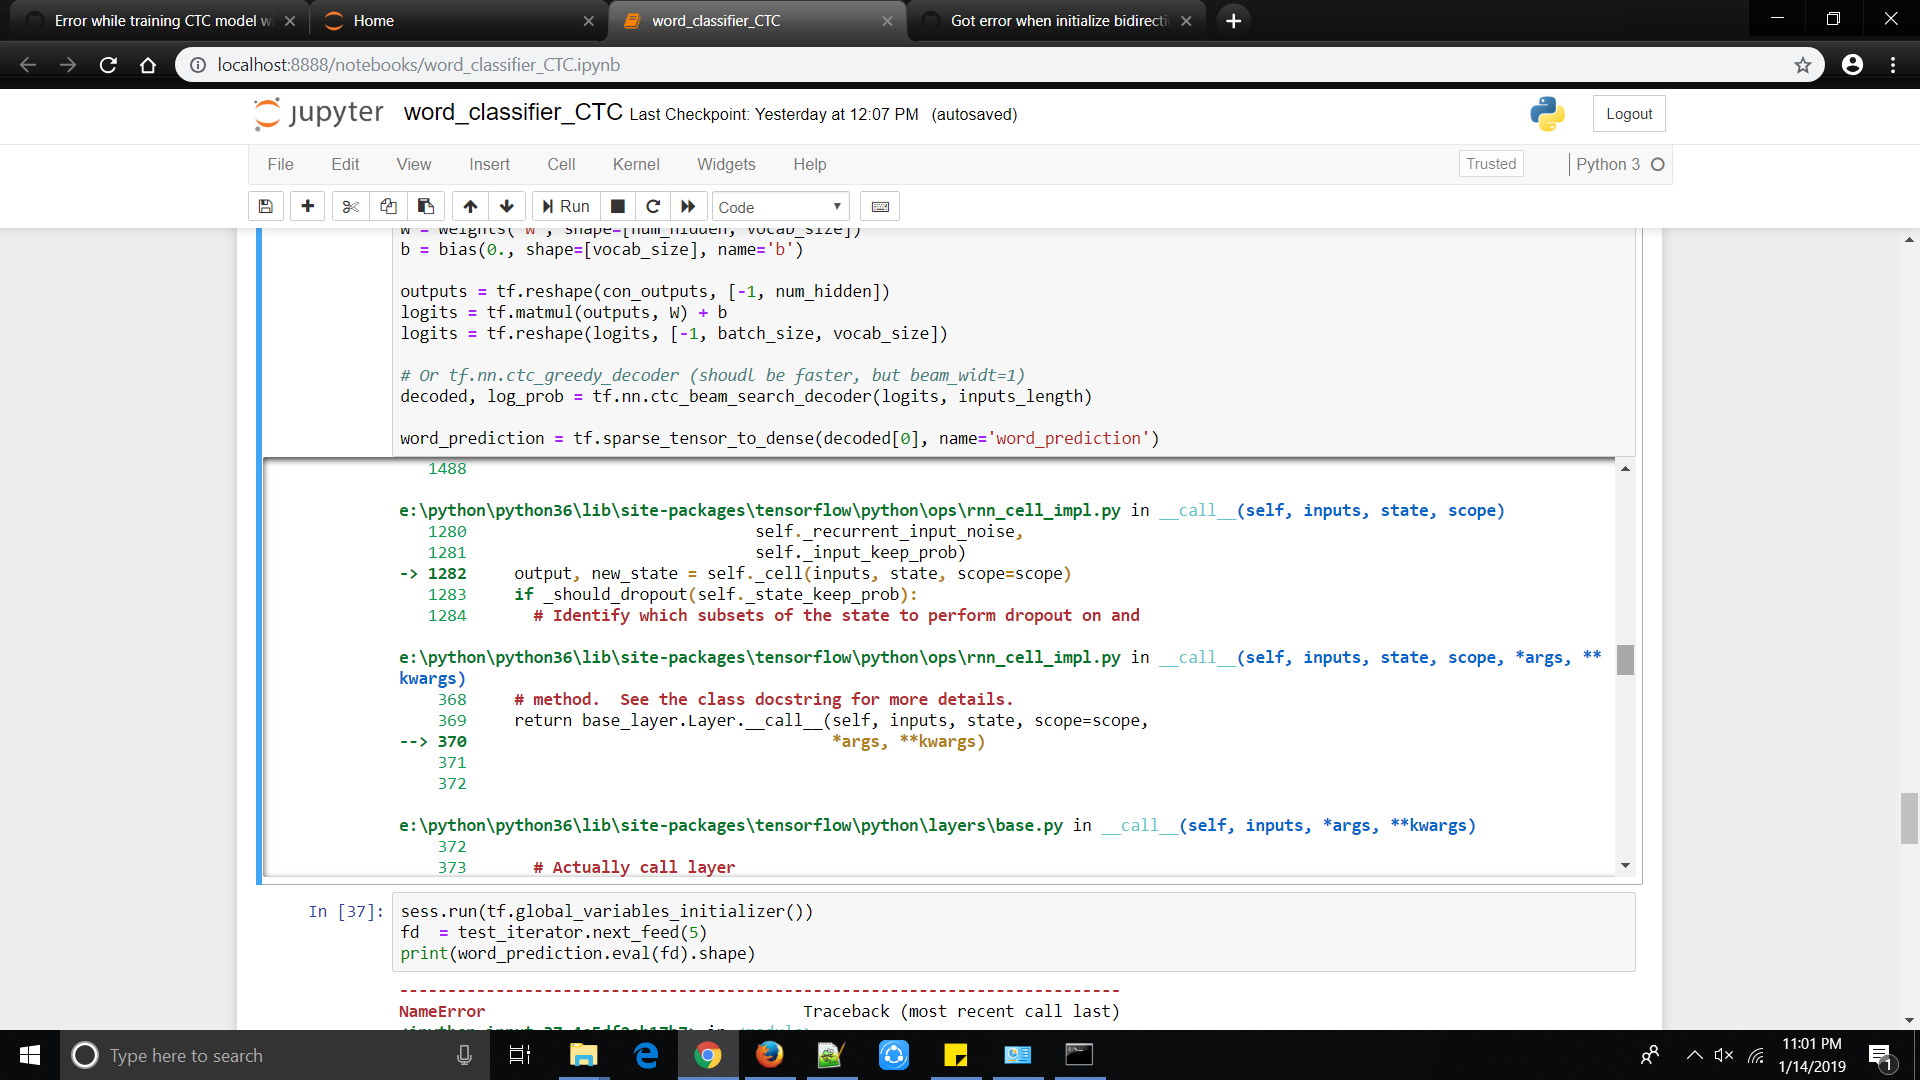 Error while training CTC model w
Home
word_classifier_CTC
Got error when initialize bidirecti
localhost:8888/notebooks/word_classifier_CTC.ipynb
jupyter word_classifier_CTC Last Checkpoint: Yesterday at 12:07 PM (autosaved)
Logout
File Edit View Insert Cell Kernel Widgets Help
Trusted
Python 3
Run
Code
W = weights('W', shape=[num_hidden, vocab_size])
b = bias(0., shape=[vocab_size], name='b')
outputs = tf.reshape(con_outputs, [-1, num_hidden])
logits = tf.matmul(outputs, W) + b
logits = tf.reshape(logits, [-1, batch_size, vocab_size])
# Or tf.nn.ctc_greedy_decoder (shoudl be faster, but beam_widt=1)
decoded, log_prob = tf.nn.ctc_beam_search_decoder(logits, inputs_length)
word_prediction = tf.sparse_tensor_to_dense(decoded[0], name='word_prediction')
1488
e:\python\python36\lib\site-packages\tensorflow\python\ops\rnn_cell_impl.py in __call__(self, inputs, state, scope)
1280 self._recurrent_input_noise,
1281 self._input_keep_prob)
-> 1282 output, new_state = self._cell(inputs, state, scope=scope)
1283 if _should_dropout(self._state_keep_prob):
1284 # Identify which subsets of the state to perform dropout on and
e:\python\python36\lib\site-packages\tensorflow\python\ops\rnn_cell_impl.py in __call__(self, inputs, state, scope, *args, **
kwargs)
368 # method.  See the class docstring for more details.
369 return base_layer.Layer.__call__(self, inputs, state, scope=scope,
--> 370 *args, **kwargs)
371
372
e:\python\python36\lib\site-packages\tensorflow\python\layers\base.py in __call__(self, inputs, *args, **kwargs)
372
373 # Actually call layer
In [37]: sess.run(tf.global_variables_initializer())
fd  = test_iterator.next_feed(5)
print(word_prediction.eval(fd).shape)
---------------------------------------------------------------------------
NameError Traceback (most recent call last)
Type here to search
11:01 PM
1/14/2019
1